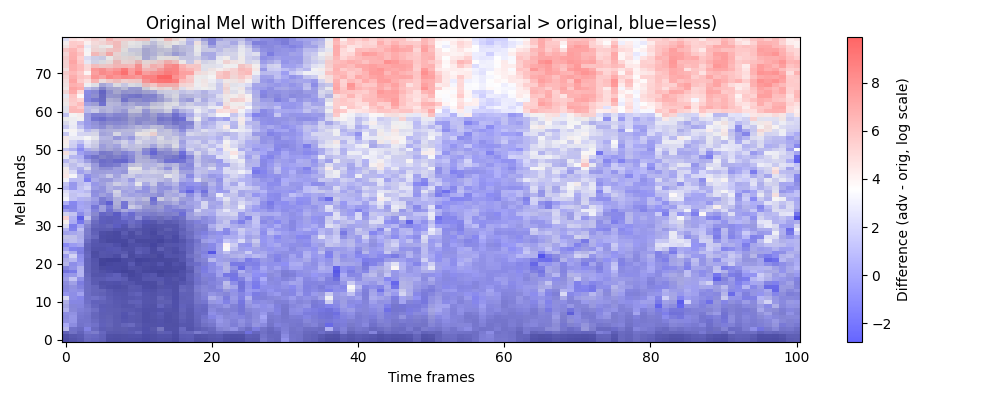 Original Mel with Differences (red=adversarial > original, blue=less)
Mel bands
70
60
50
40
30
20
10
0
0 20 40 60 80 100
Time frames
8
6
4
2
0
−2
Difference (adv - orig, log scale)